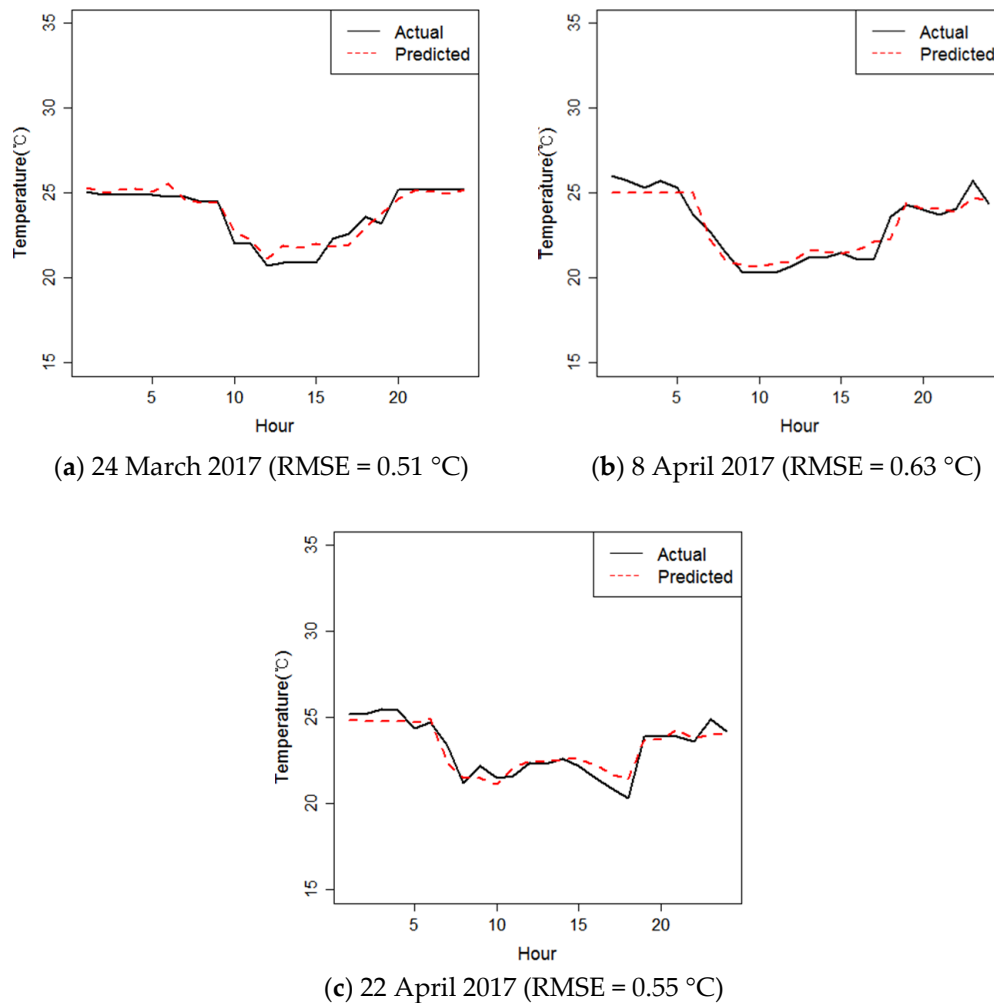 Actual
Predicted
Temperature(℃)
35
30
25
20
15
5
10
15
20
Hour
(a) 24 March 2017 (RMSE = 0.51 °C)
Actual
Predicted
Temperature(℃)
35
30
25
20
15
5
10
15
20
Hour
(b) 8 April 2017 (RMSE = 0.63 °C)
Actual
Predicted
Temperature(℃)
35
30
25
20
15
5
10
15
20
Hour
(c) 22 April 2017 (RMSE = 0.55 °C)